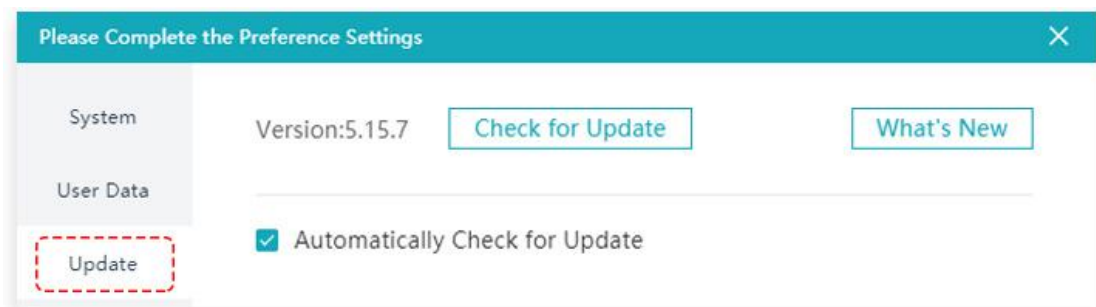 Please Complete the Preference Settings
System
Version:5.15.7 Check for Update What's New
User Data
Automatically Check for Update
Update